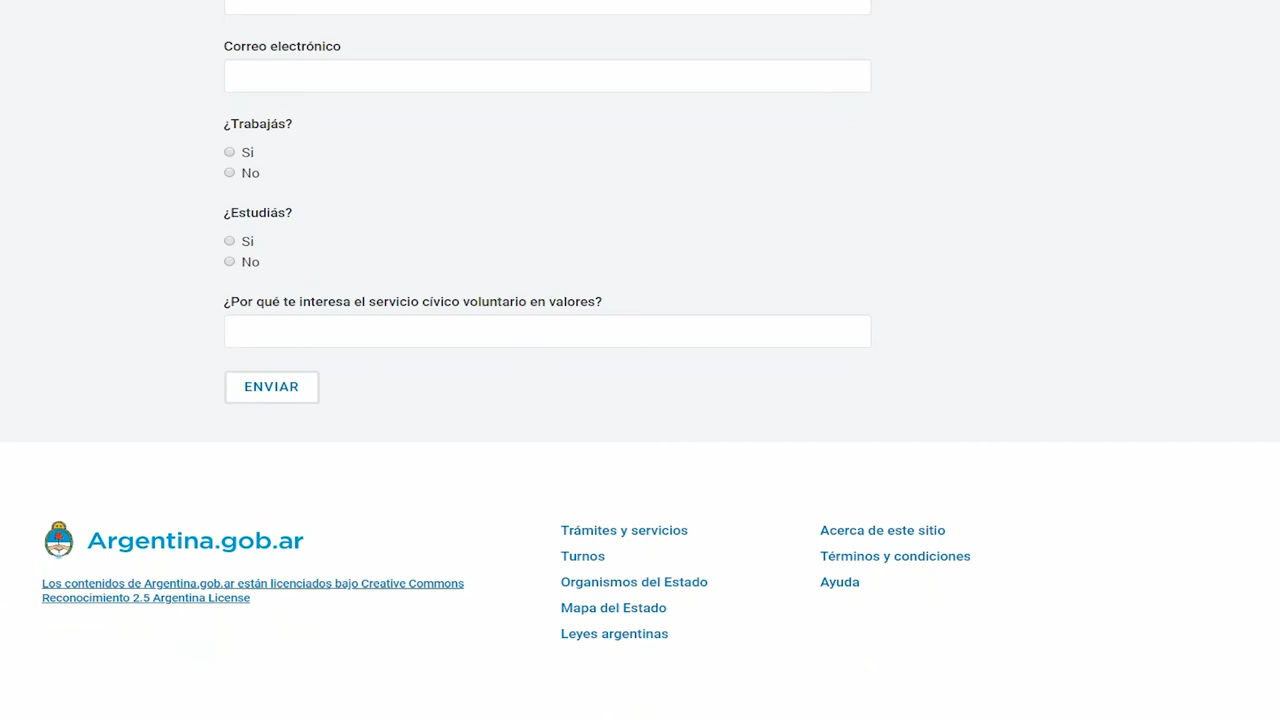 Correo electrónico
¿Trabajás?
Si
No
¿Estudiás?
Si
No
¿Por qué te interesa el servicio cívico voluntario en valores?
ENVIAR
Argentina.gob.ar
Los contenidos de Argentina.gob.ar están licenciados bajo Creative Commons
Reconocimiento 2.5 Argentina License
Trámites y servicios
Turnos
Organismos del Estado
Mapa del Estado
Leyes argentinas
Acerca de este sitio
Términos y condiciones
Ayuda